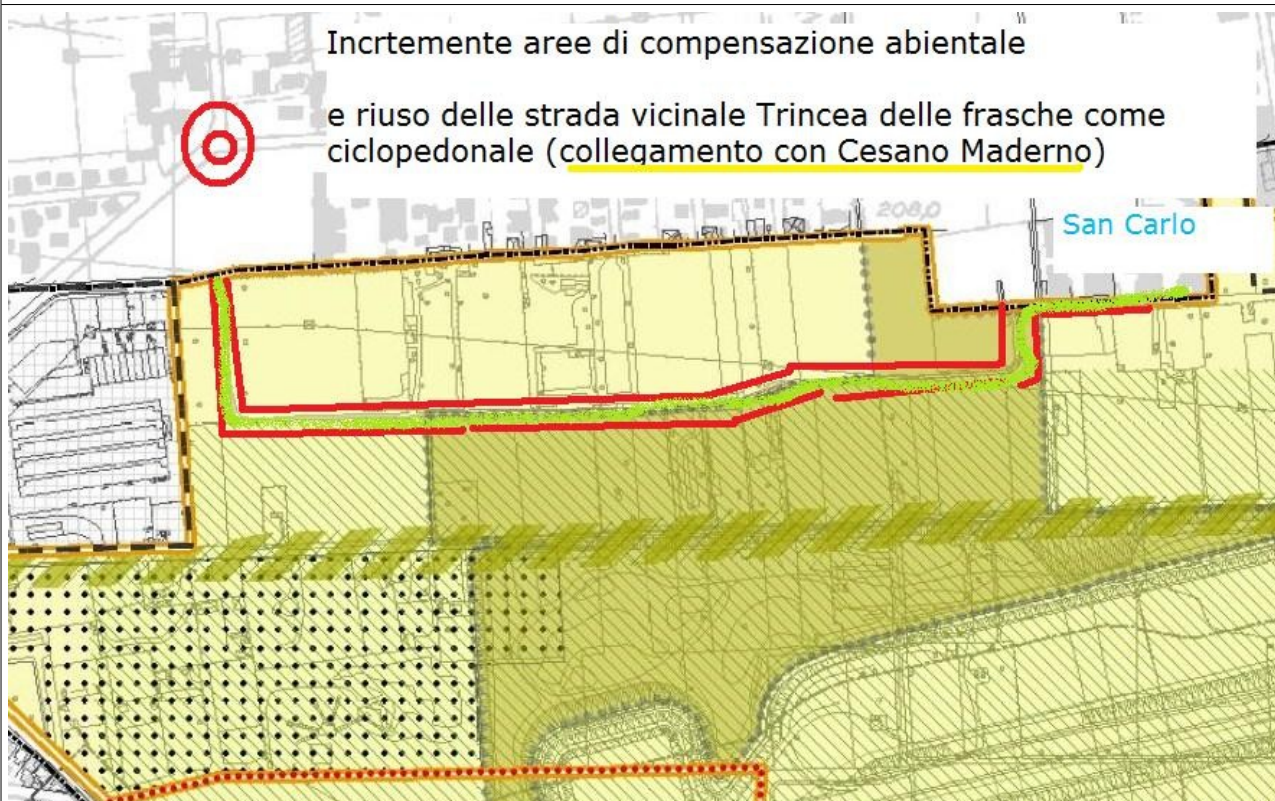 Incrtemente aree di compensazione abientale
e riuso delle strada vicinale Trincea delle frasche come
ciclopedonale (collegamento con Cesano Maderno)
208,0
San Carlo